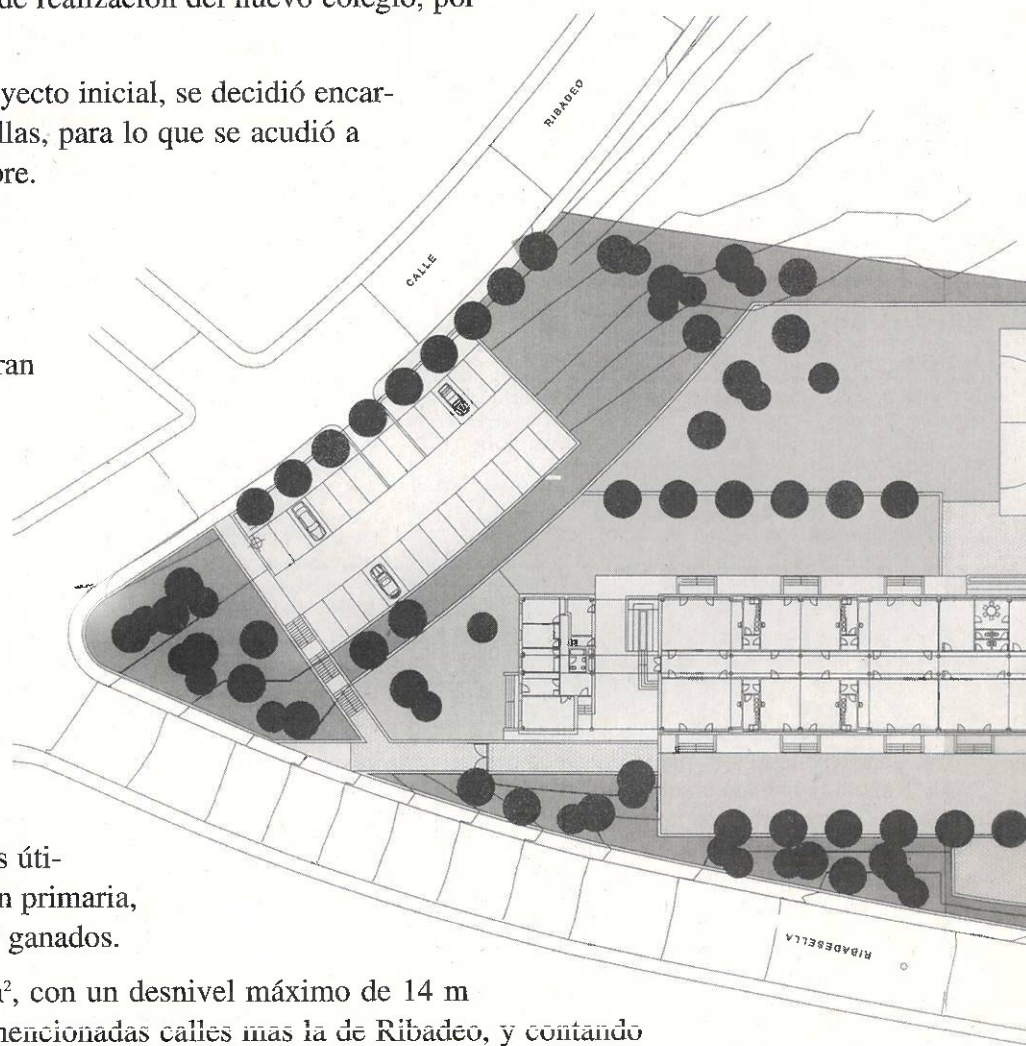 de realización del nuevo colegio, por
yecto inicial, se decidió encar-
llas, para lo que se acudió a
bre.
RIBADEO
CALLE
ran
s úti-
n primaria,
ganados.
RIBADESELLA
², con un desnivel máximo de 14 m
mencionadas calles mas la de Ribadeo, y contando